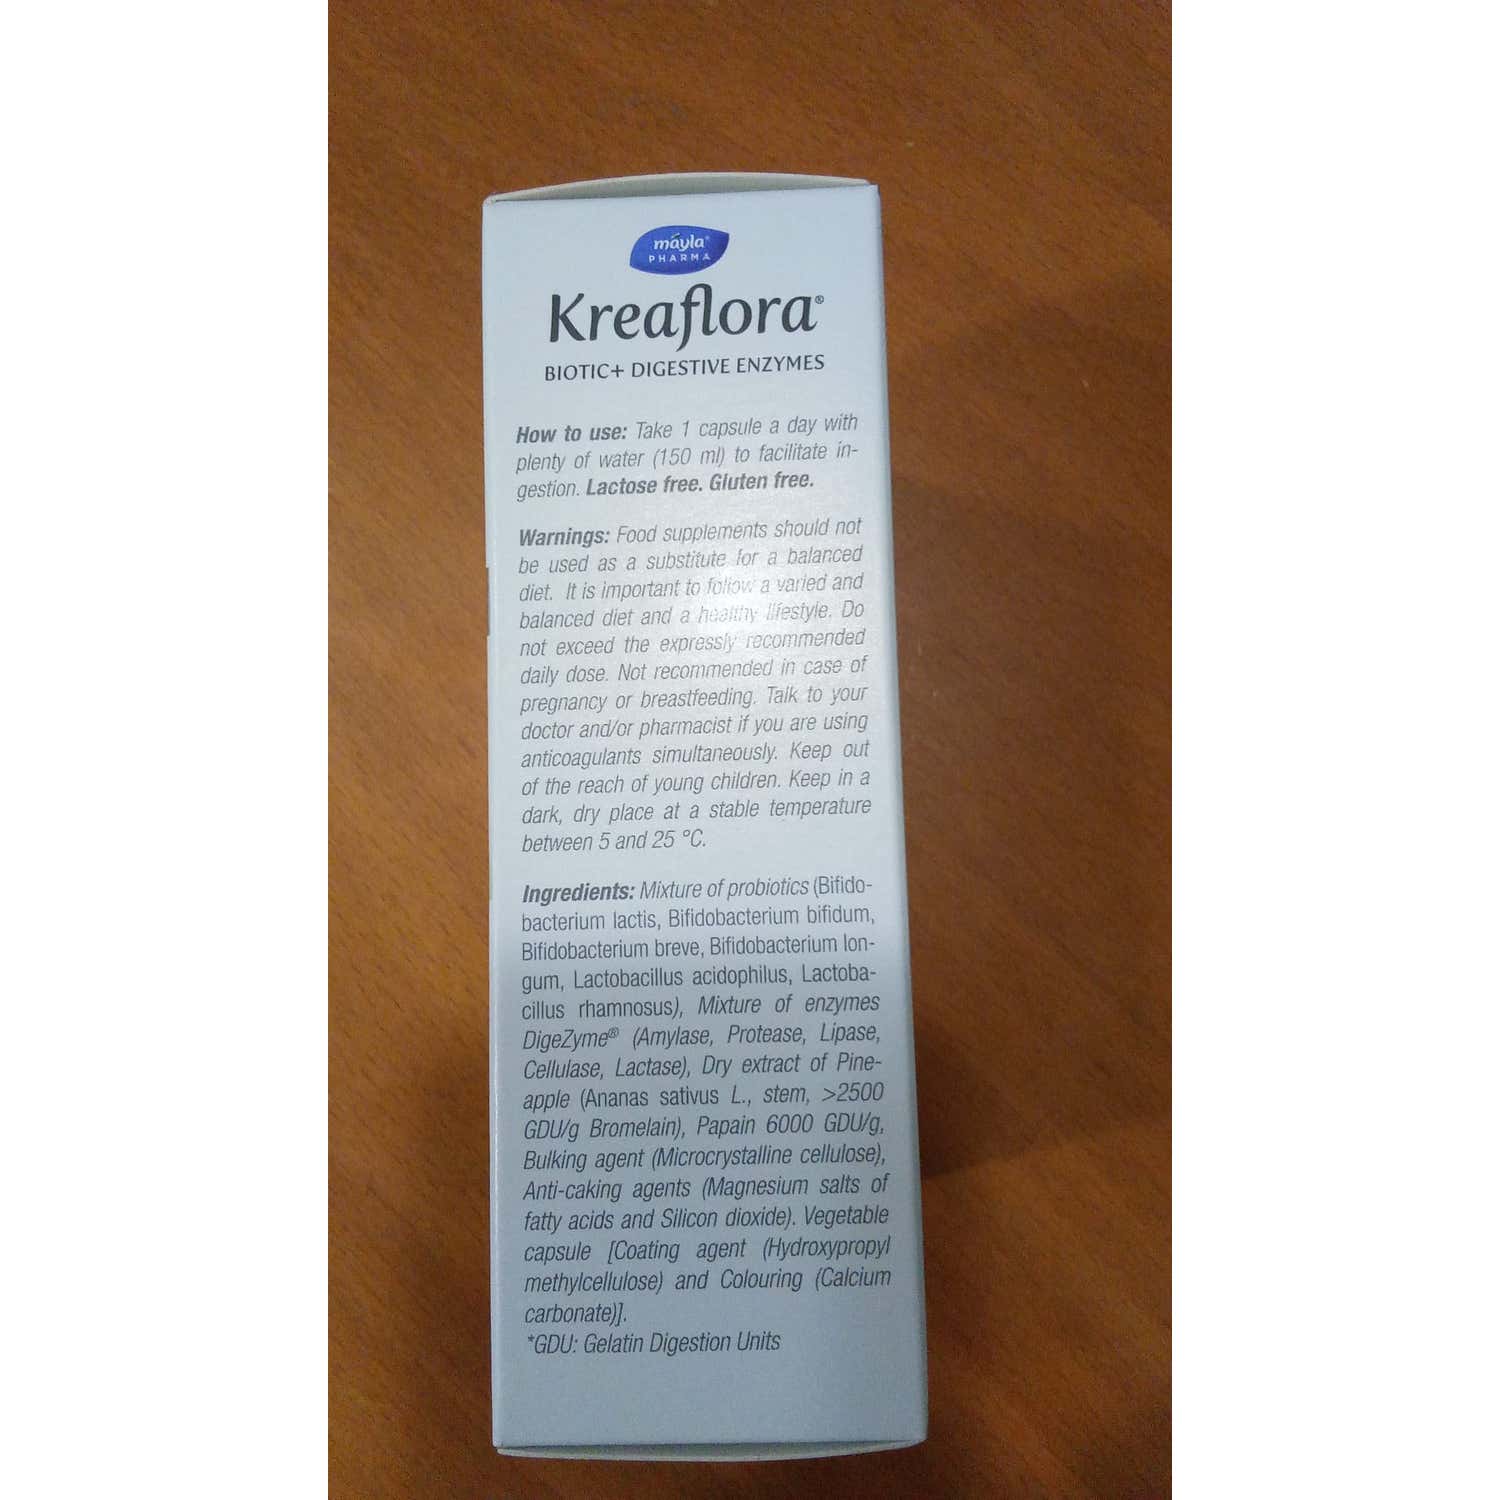 máyla®
PHARMA
Kreaflora®
BIOTIC+ DIGESTIVE ENZYMES
How to use: Take 1 capsule a day with
plenty of water (150 ml) to facilitate in-
gestion. Lactose free. Gluten free.
Warnings: Food supplements should not
be used as a substitute for a balanced
diet. It is important to follow a varied and
balanced diet and a healthy lifestyle. Do
not exceed the expressly recommended
daily dose. Not recommended in case of
pregnancy or breastfeeding. Talk to your
doctor and/or pharmacist if you are using
anticoagulants simultaneously. Keep out
of the reach of young children. Keep in a
dark, dry place at a stable temperature
between 5 and 25 °C.
Ingredients: Mixture of probiotics (Bifido-
bacterium lactis, Bifidobacterium bifidum,
Bifidobacterium breve, Bifidobacterium lon-
gum, Lactobacillus acidophilus, Lactoba-
cillus rhamnosus), Mixture of enzymes
DigeZyme® (Amylase, Protease, Lipase,
Cellulase, Lactase), Dry extract of Pine-
apple (Ananas sativus L., stem, >2500
GDU/g Bromelain), Papain 6000 GDU/g,
Bulking agent (Microcrystalline cellulose),
Anti-caking agents (Magnesium salts of
fatty acids and Silicon dioxide). Vegetable
capsule [Coating agent (Hydroxypropyl
methylcellulose) and Colouring (Calcium
carbonate)].
*GDU: Gelatin Digestion Units